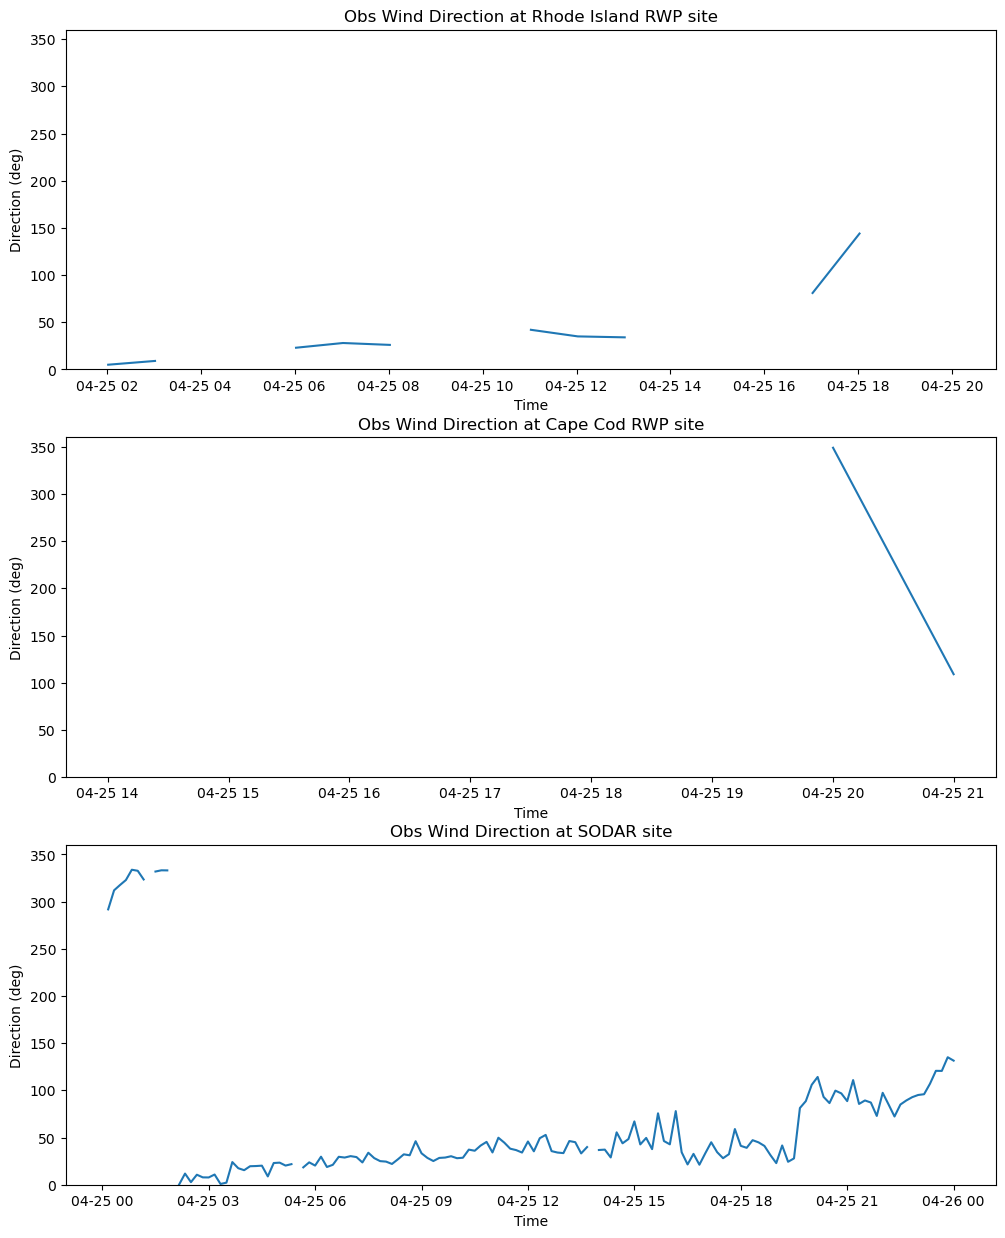 Obs Wind Direction at Rhode Island RWP site
350
300
250
200
150
100
50
0
Direction (deg)
04-25 02 04-25 04 04-25 06 04-25 08 04-25 10 04-25 12 04-25 14 04-25 16 04-25 18 04-25 20
Time
Obs Wind Direction at Cape Cod RWP site
350
300
250
200
150
100
50
0
Direction (deg)
04-25 14 04-25 15 04-25 16 04-25 17 04-25 18 04-25 19 04-25 20 04-25 21
Time
Obs Wind Direction at SODAR site
350
300
250
200
150
100
50
0
Direction (deg)
04-25 00 04-25 03 04-25 06 04-25 09 04-25 12 04-25 15 04-25 18 04-25 21 04-26 00
Time